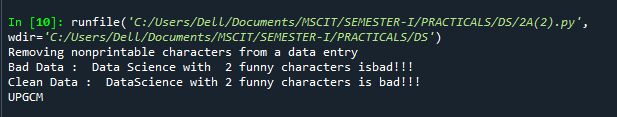 In [10]: runfile('C:/Users/Dell/Documents/MSCIT/SEMESTER-I/PRACTICALS/DS/2A(2).py',
wdir='C:/Users/Dell/Documents/MSCIT/SEMESTER-I/PRACTICALS/DS')
Removing nonprintable characters from a data entry
Bad Data :  Data Science with  2 funny characters isbad!!!
Clean Data :  DataScience with 2 funny characters is bad!!!
UPGCM